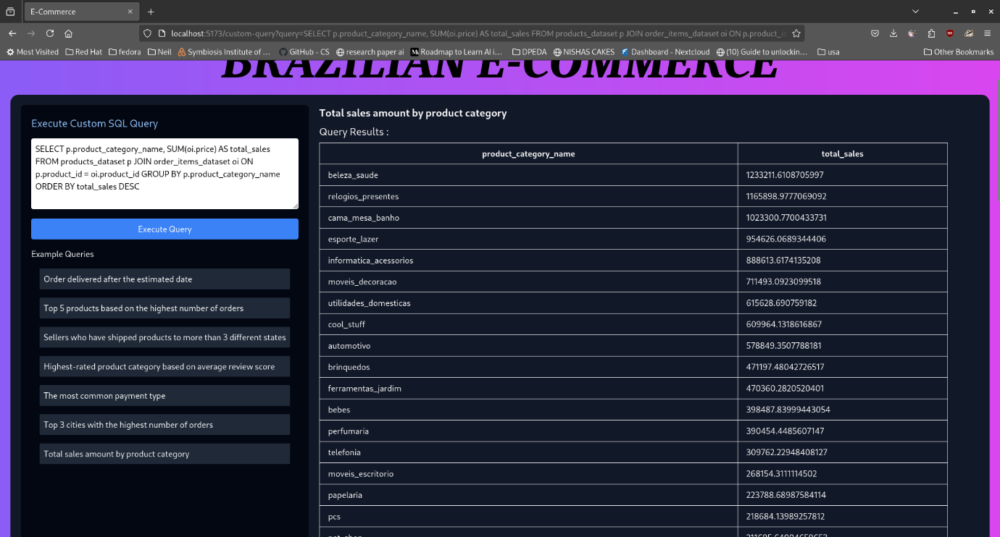 E-Commerce
localhost:5173/custom-query?query=SELECT p.product_category_name, SUM(oi.price) AS total_sales FROM products_dataset p JOIN order_items_dataset oi ON p.product_id
Most Visited Red Hat fedora Neil Symbiosis Institute of ... GitHub - CS research paper ai Roadmap to Learn AI i... DPEDA NISHAS CAKES Dashboard - Nextcloud (10) Guide to unlockin... usa Other Bookmarks
BRAZILIAN E-COMMERCE
Execute Custom SQL Query
SELECT p.product_category_name, SUM(oi.price) AS total_sales
FROM products_dataset p JOIN order_items_dataset oi ON
p.product_id = oi.product_id GROUP BY p.product_category_name
ORDER BY total_sales DESC
Execute Query
Example Queries
Order delivered after the estimated date
Top 5 products based on the highest number of orders
Sellers who have shipped products to more than 3 different states
Highest-rated product category based on average review score
The most common payment type
Top 3 cities with the highest number of orders
Total sales amount by product category
Total sales amount by product category
Query Results :
product_category_name total_sales
beleza_saude 1233211.6108705997
relogios_presentes 1165898.9777069092
cama_mesa_banho 1023300.7700433731
esporte_lazer 954626.0689344406
informatica_acessorios 888613.6174135208
moveis_decoracao 711493.0923099518
utilidades_domesticas 615628.690759182
cool_stuff 609964.1318616867
automotivo 578849.3507788181
brinquedos 471197.48042726517
ferramentas_jardim 470360.2820520401
bebes 398487.83999443054
perfumaria 390454.4485607147
telefonia 309762.22948408127
moveis_escritorio 268154.3111114502
papelaria 223788.68987584114
pcs 218684.13989257812